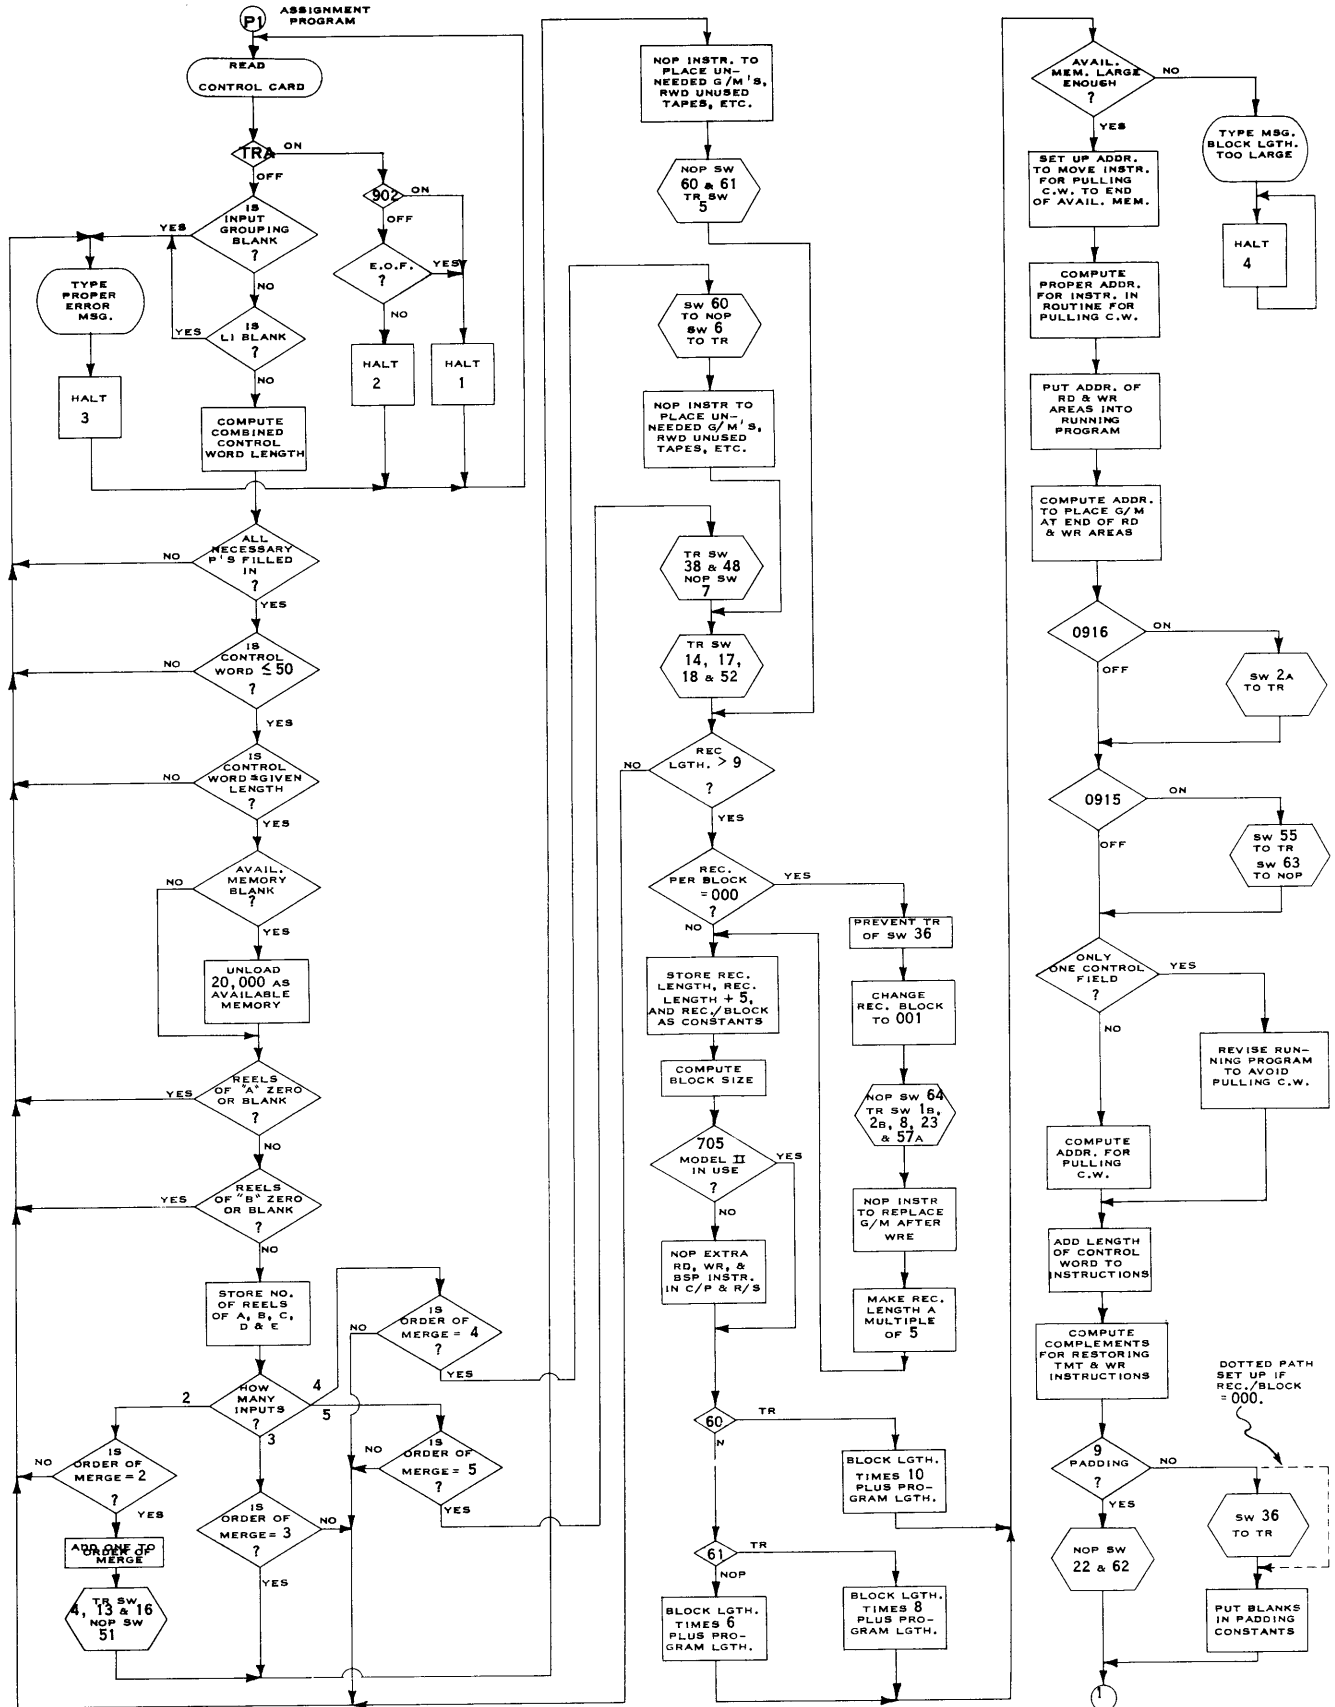 P1
ASSIGNMENT
PROGRAM
READ
CONTROL CARD
TRA
ON
OFF
902
ON
OFF
IS
INPUT
GROUPING
BLANK
?
YES
NO
E.O.F.
?
YES
NO
TYPE
PROPER
ERROR
MSG.
IS
LI BLANK
?
YES
NO
HALT
3
HALT
2
HALT
1
COMPUTE
COMBINED
CONTROL
WORD LENGTH
ALL
NECESSARY
P'S FILLED
IN
?
NO
YES
IS
CONTROL
WORD ≤ 50
?
NO
YES
IS
CONTROL
WORD = GIVEN
LENGTH
?
NO
YES
AVAIL.
MEMORY
BLANK
?
NO
YES
UNLOAD
20,000 AS
AVAILABLE
MEMORY
REELS
OF "A" ZERO
OR BLANK
?
YES
NO
REELS
OF "B" ZERO
OR BLANK
?
YES
NO
STORE NO.
OF REELS
OF A, B, C,
D & E
HOW
MANY
INPUTS
?
2
3
4
5
IS
ORDER OF
MERGE = 4
?
NO
YES
IS
ORDER OF
MERGE = 5
?
NO
YES
IS
ORDER OF
MERGE = 2
?
NO
YES
IS
ORDER OF
MERGE = 3
?
NO
YES
ADD ONE TO
ORDER OF
MERGE
TR SW
4, 13 & 16
NOP SW
51
NOP INSTR. TO
PLACE UN-
NEEDED G/M'S,
RWD UNUSED
TAPES, ETC.
NOP SW
60 & 61
TR SW
5
SW 60
TO NOP
SW 6
TO TR
NOP INSTR TO
PLACE UN-
NEEDED G/M'S,
RWD UNUSED
TAPES, ETC.
TR SW
38 & 48
NOP SW
7
TR SW
14, 17,
18 & 52
REC
LGTH. > 9
?
NO
YES
REC.
PER BLOCK
= 000
?
YES
NO
PREVENT TR
OF SW 36
CHANGE
REC. BLOCK
TO 001
NOP SW 64
TR SW 1B,
2B, 8, 23
& 57A
NOP INSTR
TO REPLACE
G/M AFTER
WRE
MAKE REC.
LENGTH A
MULTIPLE
OF 5
STORE REC.
LENGTH, REC.
LENGTH + 5,
AND REC./BLOCK
AS CONSTANTS
COMPUTE
BLOCK SIZE
705
MODEL II
IN USE
?
YES
NO
NOP EXTRA
RD, WR, &
BSP INSTR.
IN C/P & R/S
60
TR
N
BLOCK LGTH.
TIMES 10
PLUS PRO-
GRAM LGTH.
61
TR
NOP
BLOCK LGTH.
TIMES 6
PLUS PRO-
GRAM LGTH.
BLOCK LGTH.
TIMES 8
PLUS PRO-
GRAM LGTH.
AVAIL.
MEM. LARGE
ENOUGH
?
NO
YES
TYPE MSG.
BLOCK LGTH.
TOO LARGE
HALT
4
SET UP ADDR.
TO MOVE INSTR.
FOR PULLING
C.W. TO END
OF AVAIL. MEM.
COMPUTE
PROPER ADDR.
FOR INSTR. IN
ROUTINE FOR
PULLING C.W.
PUT ADDR. OF
RD & WR
AREAS INTO
RUNNING
PROGRAM
COMPUTE ADDR.
TO PLACE G/M
AT END OF RD
& WR AREAS
0916
ON
OFF
SW 2A
TO TR
0915
ON
OFF
SW 55
TO TR
SW 63
TO NOP
ONLY
ONE CONTROL
FIELD
?
YES
NO
REVISE RUN-
NING PROGRAM
TO AVOID
PULLING C.W.
COMPUTE
ADDR. FOR
PULLING
C.W.
ADD LENGTH
OF CONTROL
WORD TO
INSTRUCTIONS
COMPUTE
COMPLEMENTS
FOR RESTORING
TMT & WR
INSTRUCTIONS
DOTTED PATH
SET UP IF
REC./BLOCK
= 000.
9
PADDING
?
NO
YES
SW 36
TO TR
NOP SW
22 & 62
PUT BLANKS
IN PADDING
CONSTANTS
1